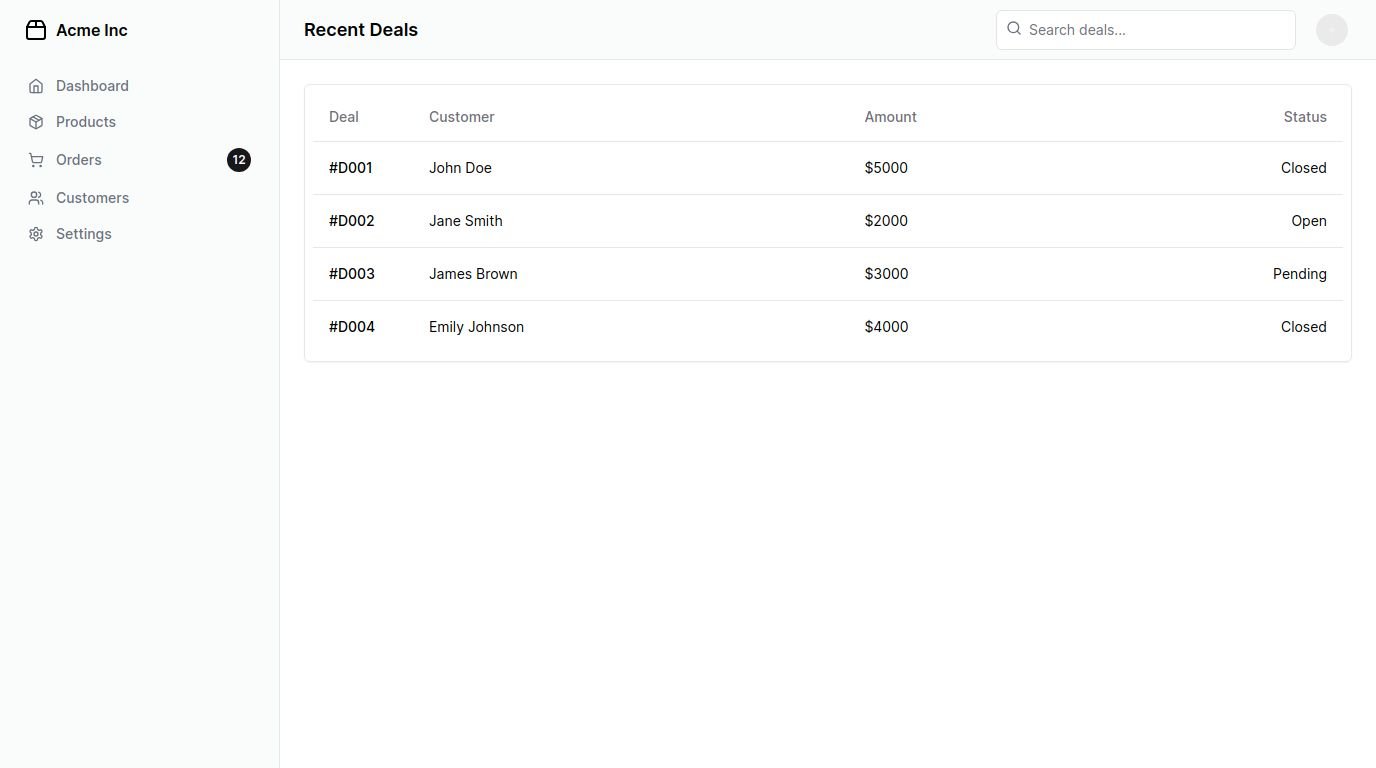 Acme Inc
Dashboard
Products
Orders 12
Customers
Settings
Recent Deals
Search deals...
Deal Customer Amount Status
#D001 John Doe $5000 Closed
#D002 Jane Smith $2000 Open
#D003 James Brown $3000 Pending
#D004 Emily Johnson $4000 Closed